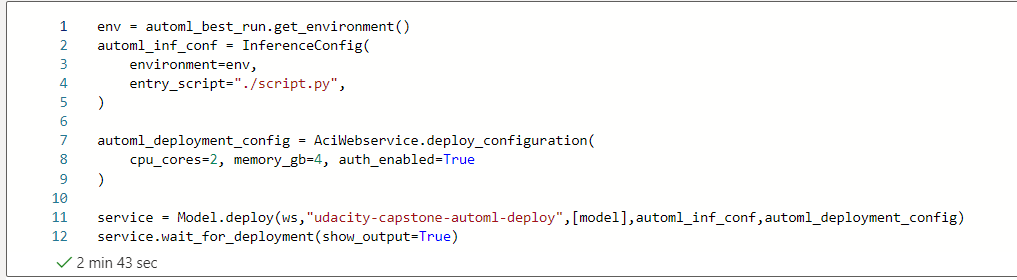 1 env = automl_best_run.get_environment()
2 automl_inf_conf = InferenceConfig(
3     environment=env,
4     entry_script="./script.py",
5 )
6
7 automl_deployment_config = AciWebservice.deploy_configuration(
8     cpu_cores=2, memory_gb=4, auth_enabled=True
9 )
10
11 service = Model.deploy(ws,"udacity-capstone-automl-deploy",[model],automl_inf_conf,automl_deployment_config)
12 service.wait_for_deployment(show_output=True)
✓ 2 min 43 sec